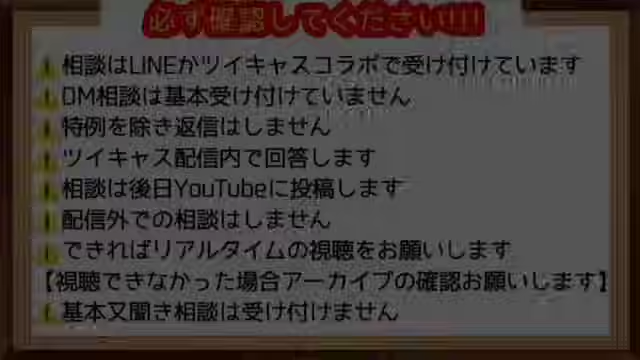 必ず確認してください!!!
⚠相談はLINEかツイキャスコラボで受け付けています
⚠DM相談は基本受け付けていません
⚠特例を除き返信はしません
⚠ツイキャス配信内で回答します
⚠相談は後日YouTubeに投稿します
⚠配信外での相談はしません
⚠できればリアルタイムの視聴をお願いします
【視聴できなかった場合アーカイブの確認お願いします】
⚠基本又聞き相談は受け付けません